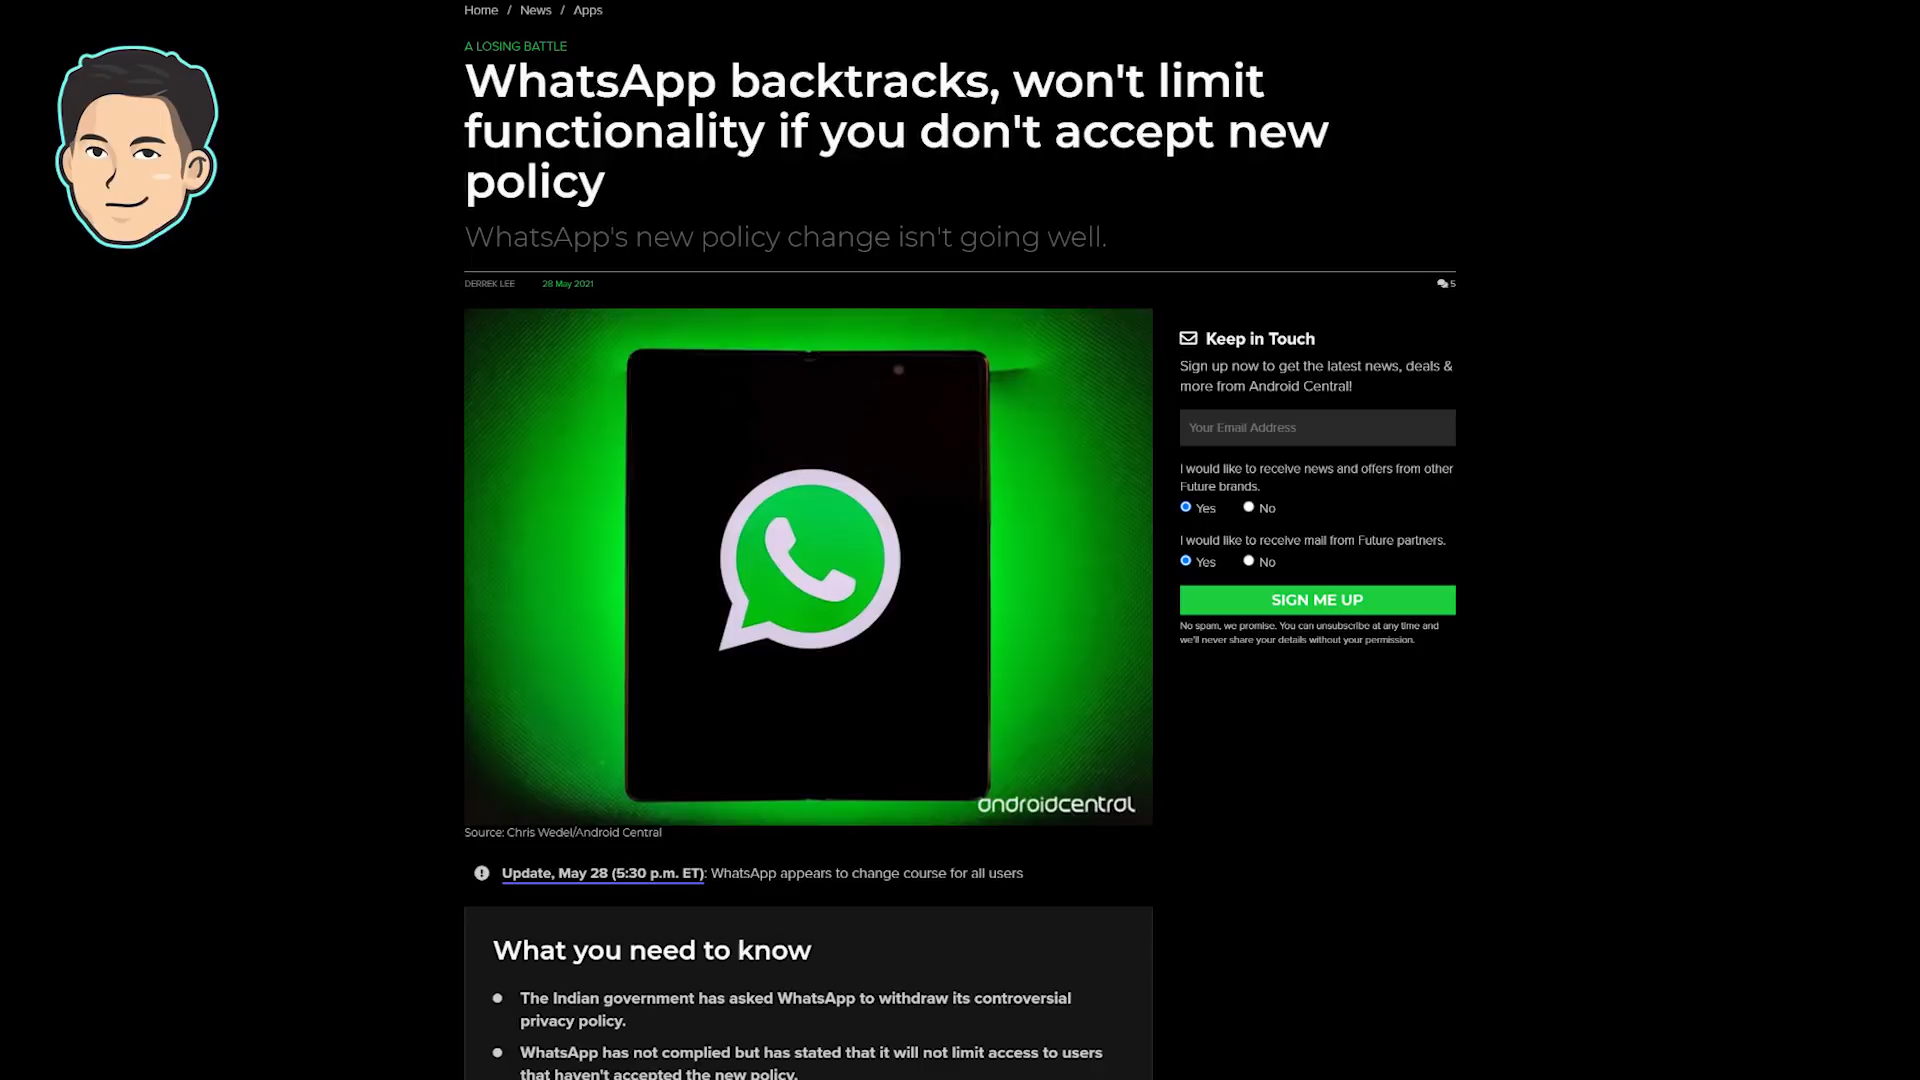 Home / News / Apps
A LOSING BATTLE
WhatsApp backtracks, won't limit
functionality if you don't accept new
policy
WhatsApp's new policy change isn't going well.
DERREK LEE 28 May 2021 5
androidcentral
Source: Chris Wedel/Android Central
Update, May 28 (5:30 p.m. ET): WhatsApp appears to change course for all users
What you need to know
The Indian government has asked WhatsApp to withdraw its controversial
privacy policy.
WhatsApp has not complied but has stated that it will not limit access to users
that haven't accepted the new policy.
Keep in Touch
Sign up now to get the latest news, deals &
more from Android Central!
Your Email Address
I would like to receive news and offers from other
Future brands.
Yes No
I would like to receive mail from Future partners.
Yes No
SIGN ME UP
No spam, we promise. You can unsubscribe at any time and
we'll never share your details without your permission.